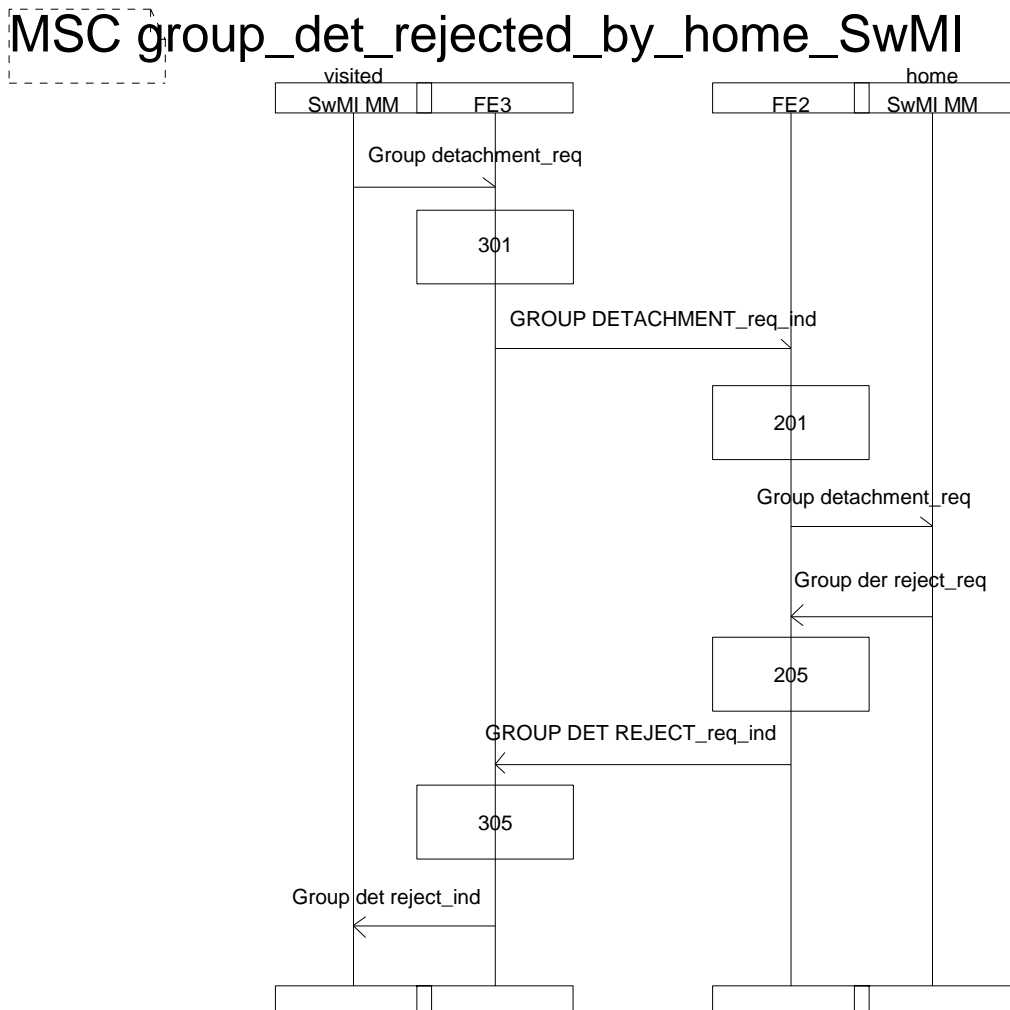 MSC group_det_rejected_by_home_SwMI
visited
SwMI MM
FE3
FE2
home
SwMI MM
Group detachment_req
301
GROUP DETACHMENT_req_ind
201
Group detachment_req
Group der reject_req
205
GROUP DET REJECT_req_ind
305
Group det reject_ind